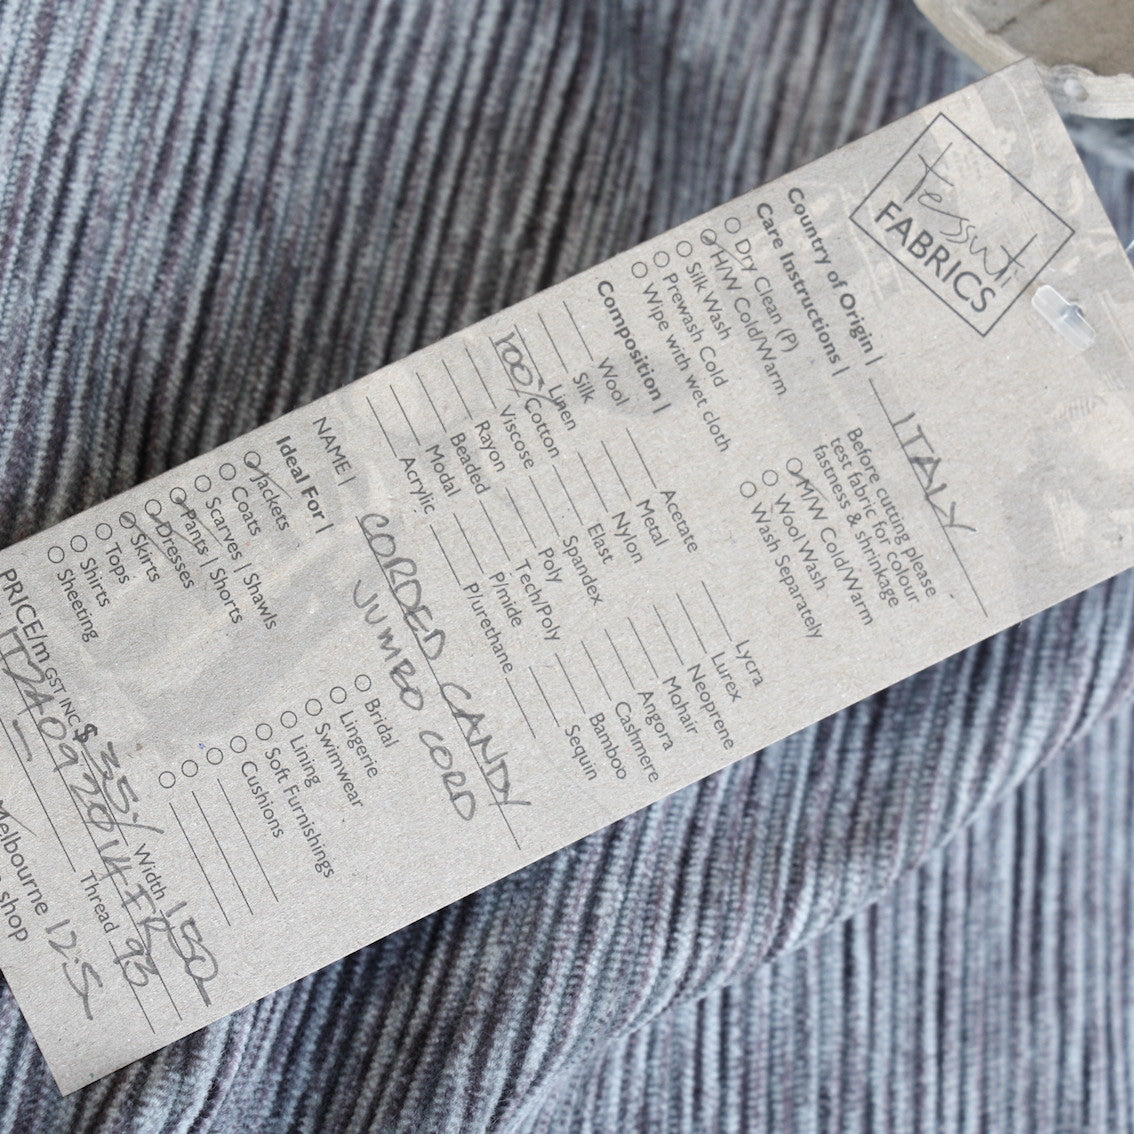 tessuti
FABRICS
Country of Origin | ITALY
Care Instructions |
Dry Clean (P)
H/W Cold/Warm
Silk Wash
Prewash Cold
Wipe with wet cloth
Before cutting please
test fabric for colour
fastness & shrinkage
M/W Cold/Warm
Wool Wash
Wash Separately
Composition |
Wool
Silk
Linen
100% Cotton
Viscose
Rayon
Beaded
Modal
Acrylic
Acetate
Metal
Nylon
Elast
Spandex
Poly
Tech/Poly
P/mide
P/urethane
Lycra
Lurex
Neoprene
Mohair
Angora
Cashmere
Bamboo
Sequin
NAME | CORDED CANDY
JUMBO CORD
Ideal For |
Jackets
Coats
Scarves | Shawls
Pants | Shorts
Dresses
Skirts
Tops
Shirts
Sheeting
Bridal
Lingerie
Swimwear
Lining
Soft Furnishings
Cushions
PRICE/m GST INC $35 Width 150
Thread 93
Melbourne 12.5
shop